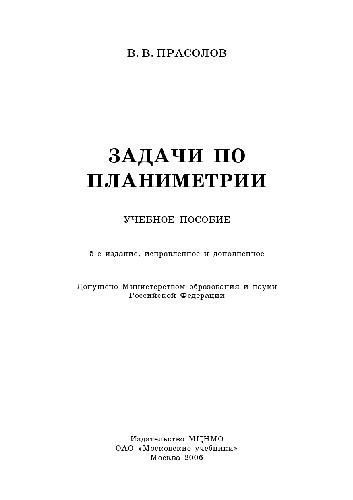 В. В. ПРАСОЛОВ
ЗАДАЧИ ПО
ПЛАНИМЕТРИИ
УЧЕБНОЕ ПОСОБИЕ
5-е издание, исправленное и дополненное
Допущено Министерством образования и науки
Российской Федерации
Издательство МЦНМО
ОАО «Московские учебники»
Москва 2006